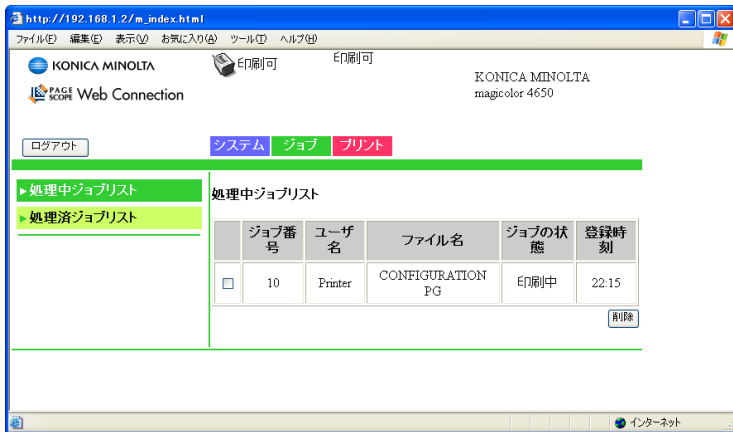 http://192.168.1.2/m_index.html
ファイル(F) 編集(E) 表示(V) お気に入り(A) ツール(T) ヘルプ(H)
KONICA MINOLTA
印刷可
印刷可
KONICA MINOLTA
magicolor 4650
PAGE SCOPE Web Connection
ログアウト
システム ジョブ プリント
処理中ジョブリスト
処理済ジョブリスト
処理中ジョブリスト
ジョブ番号 ユーザ名 ファイル名 ジョブの状態 登録時刻
10 Printer CONFIGURATION PG 印刷中 22:15
削除
インターネット